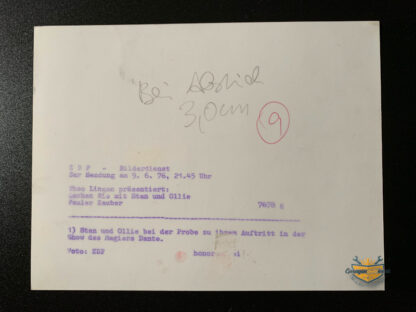 Bei
3,0 cm
9
Z D F - Bilderdienst
Zur Sendung am 9. 6. 76, 21.45 Uhr
Theo Lingen präsentiert:
Lachen Sie mit Stan und Ollie
Fauler Zauber
7678 6
1) Stan und Ollie bei der Probe zu ihrem Auftritt in der
Show des Magiers Dante.
Foto: ZDF